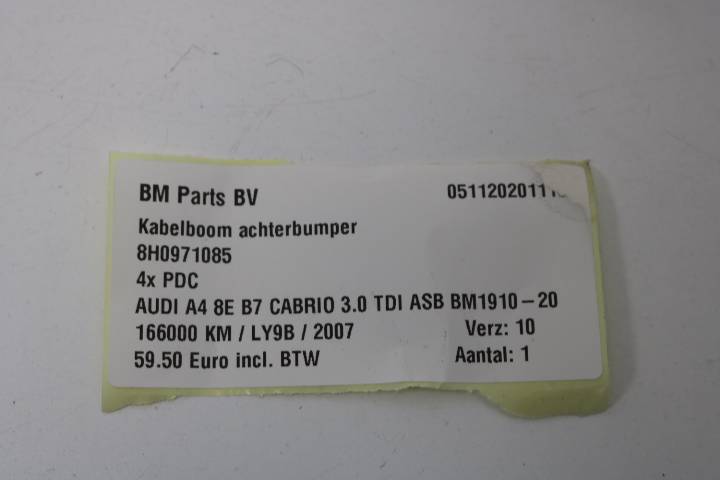 BM Parts BV 0511202011
Kabelboom achterbumper
8H0971085
4x PDC
AUDI A4 8E B7 CABRIO 3.0 TDI ASB BM1910-20
166000 KM / LY9B / 2007 Verz: 10
59.50 Euro incl. BTW Aantal: 1